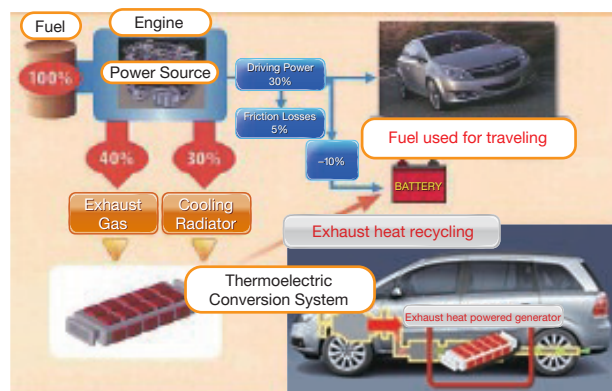 Fuel
Engine
100%
Power Source
Driving Power
30%
Friction Losses
5%
–10%
Fuel used for traveling
BATTERY
40%
30%
Exhaust
Gas
Cooling
Radiator
Exhaust heat recycling
Thermoelectric
Conversion System
Exhaust heat powered generator